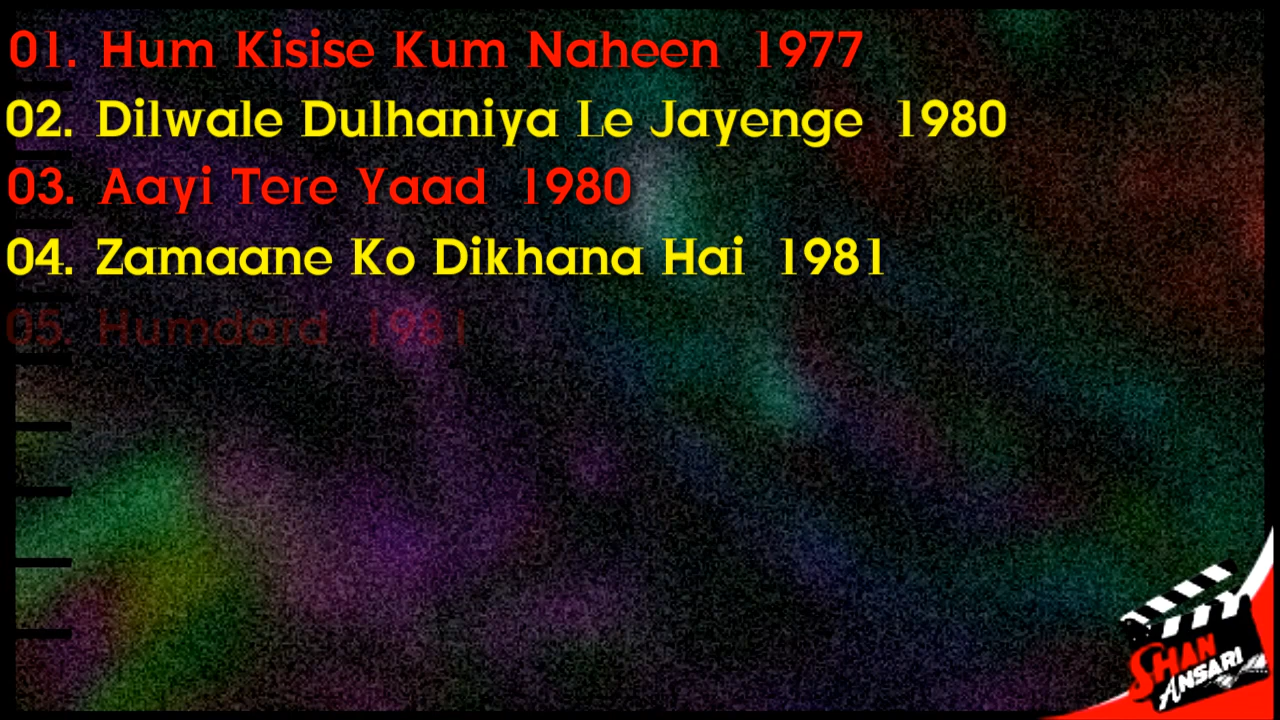 01. Hum Kisise Kum Naheen 1977
02. Dilwale Dulhaniya Le Jayenge 1980
03. Aayi Tere Yaad 1980
04. Zamaane Ko Dikhana Hai 1981
05. Humdard 1981
SHAN
ANSARI